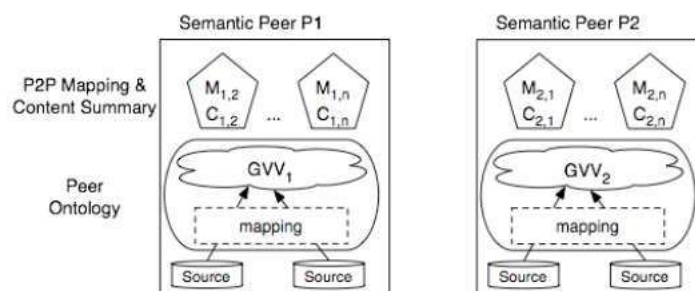 Semantic Peer P1
Semantic Peer P2
P2P Mapping &
Content Summary
M1,2
C1,2
...
M1,n
C1,n
M2,1
C2,1
...
M2,n
C2,n
Peer
Ontology
GVV1
mapping
Source
Source
GVV2
mapping
Source
Source